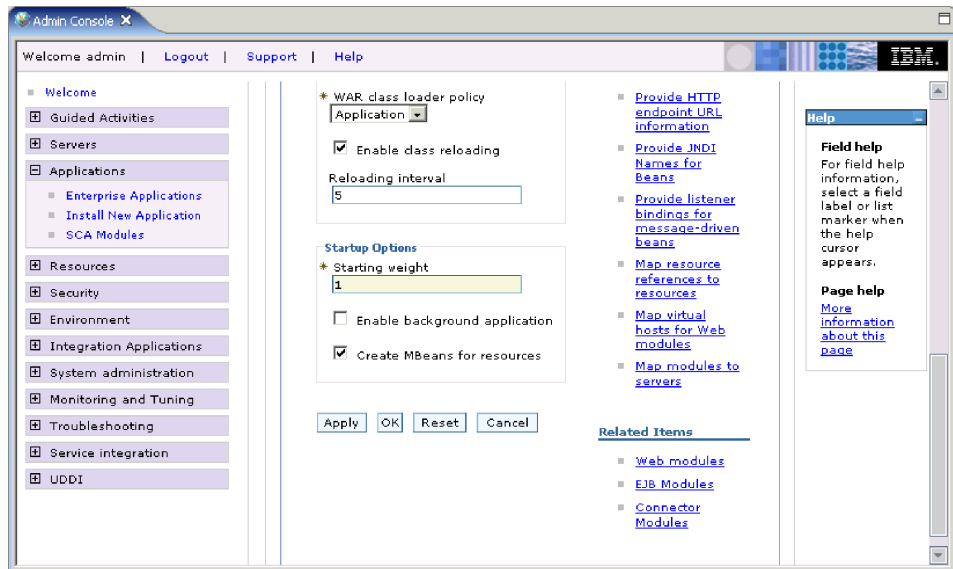 Admin Console
Welcome admin | Logout | Support | Help
IBM.
Welcome
Guided Activities
Servers
Applications
Enterprise Applications
Install New Application
SCA Modules
Resources
Security
Environment
Integration Applications
System administration
Monitoring and Tuning
Troubleshooting
Service integration
UDDI
* WAR class loader policy
Application
Enable class reloading
Reloading interval
5
Startup Options
* Starting weight
1
Enable background application
Create MBeans for resources
Apply OK Reset Cancel
Provide HTTP
endpoint URL
information
Provide JNDI
Names for
Beans
Provide listener
bindings for
message-driven
beans
Map resource
references to
resources
Map virtual
hosts for Web
modules
Map modules to
servers
Related Items
Web modules
EJB Modules
Connector
Modules
Help
Field help
For field help
information,
select a field
label or list
marker when
the help
cursor
appears.
Page help
More
information
about this
page